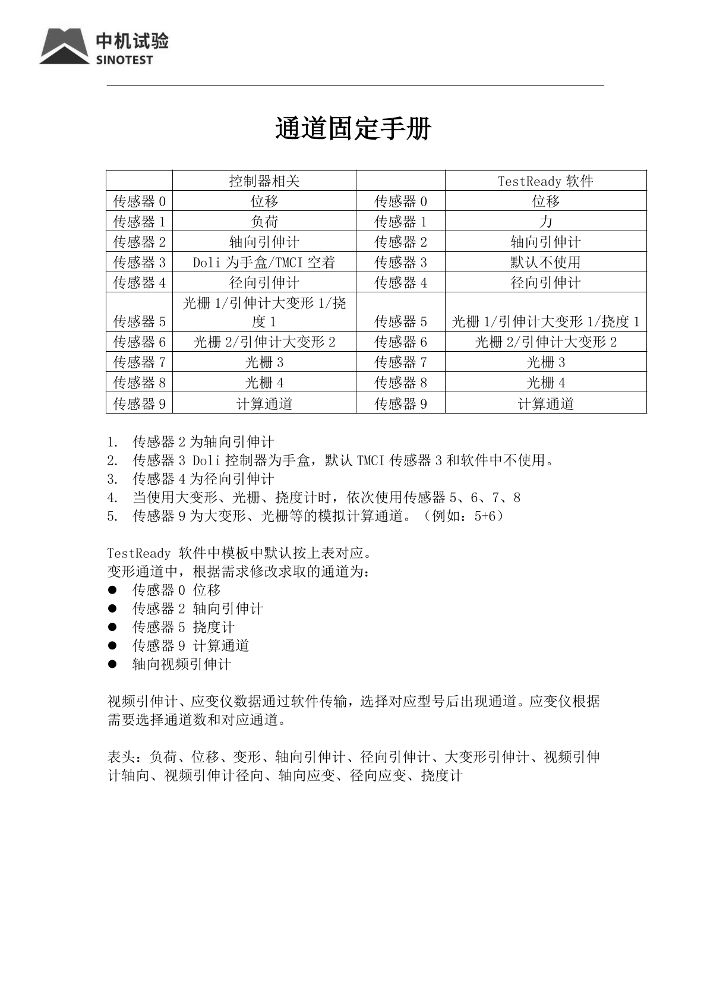 中机试验
SINOTEST
通道固定手册
控制器相关 TestReady 软件
传感器 0 位移 传感器 0 位移
传感器 1 负荷 传感器 1 力
传感器 2 轴向引伸计 传感器 2 轴向引伸计
传感器 3 Doli 为手盒/TMCI 空着 传感器 3 默认不使用
传感器 4 径向引伸计 传感器 4 径向引伸计
光栅 1/引伸计大变形 1/挠
传感器 5 度 1 传感器 5 光栅 1/引伸计大变形 1/挠度 1
传感器 6 光栅 2/引伸计大变形 2 传感器 6 光栅 2/引伸计大变形 2
传感器 7 光栅 3 传感器 7 光栅 3
传感器 8 光栅 4 传感器 8 光栅 4
传感器 9 计算通道 传感器 9 计算通道
1. 传感器 2 为轴向引伸计
2. 传感器 3 Doli 控制器为手盒，默认 TMCI 传感器 3 和软件中不使用。
3. 传感器 4 为径向引伸计
4. 当使用大变形、光栅、挠度计时，依次使用传感器 5、6、7、8
5. 传感器 9 为大变形、光栅等的模拟计算通道。（例如：5+6）
TestReady 软件中模板中默认按上表对应。
变形通道中，根据需求修改求取的通道为：
● 传感器 0 位移
● 传感器 2 轴向引伸计
● 传感器 5 挠度计
● 传感器 9 计算通道
● 轴向视频引伸计
视频引伸计、应变仪数据通过软件传输，选择对应型号后出现通道。应变仪根据
需要选择通道数和对应通道。
表头：负荷、位移、变形、轴向引伸计、径向引伸计、大变形引伸计、视频引伸
计轴向、视频引伸计径向、轴向应变、径向应变、挠度计